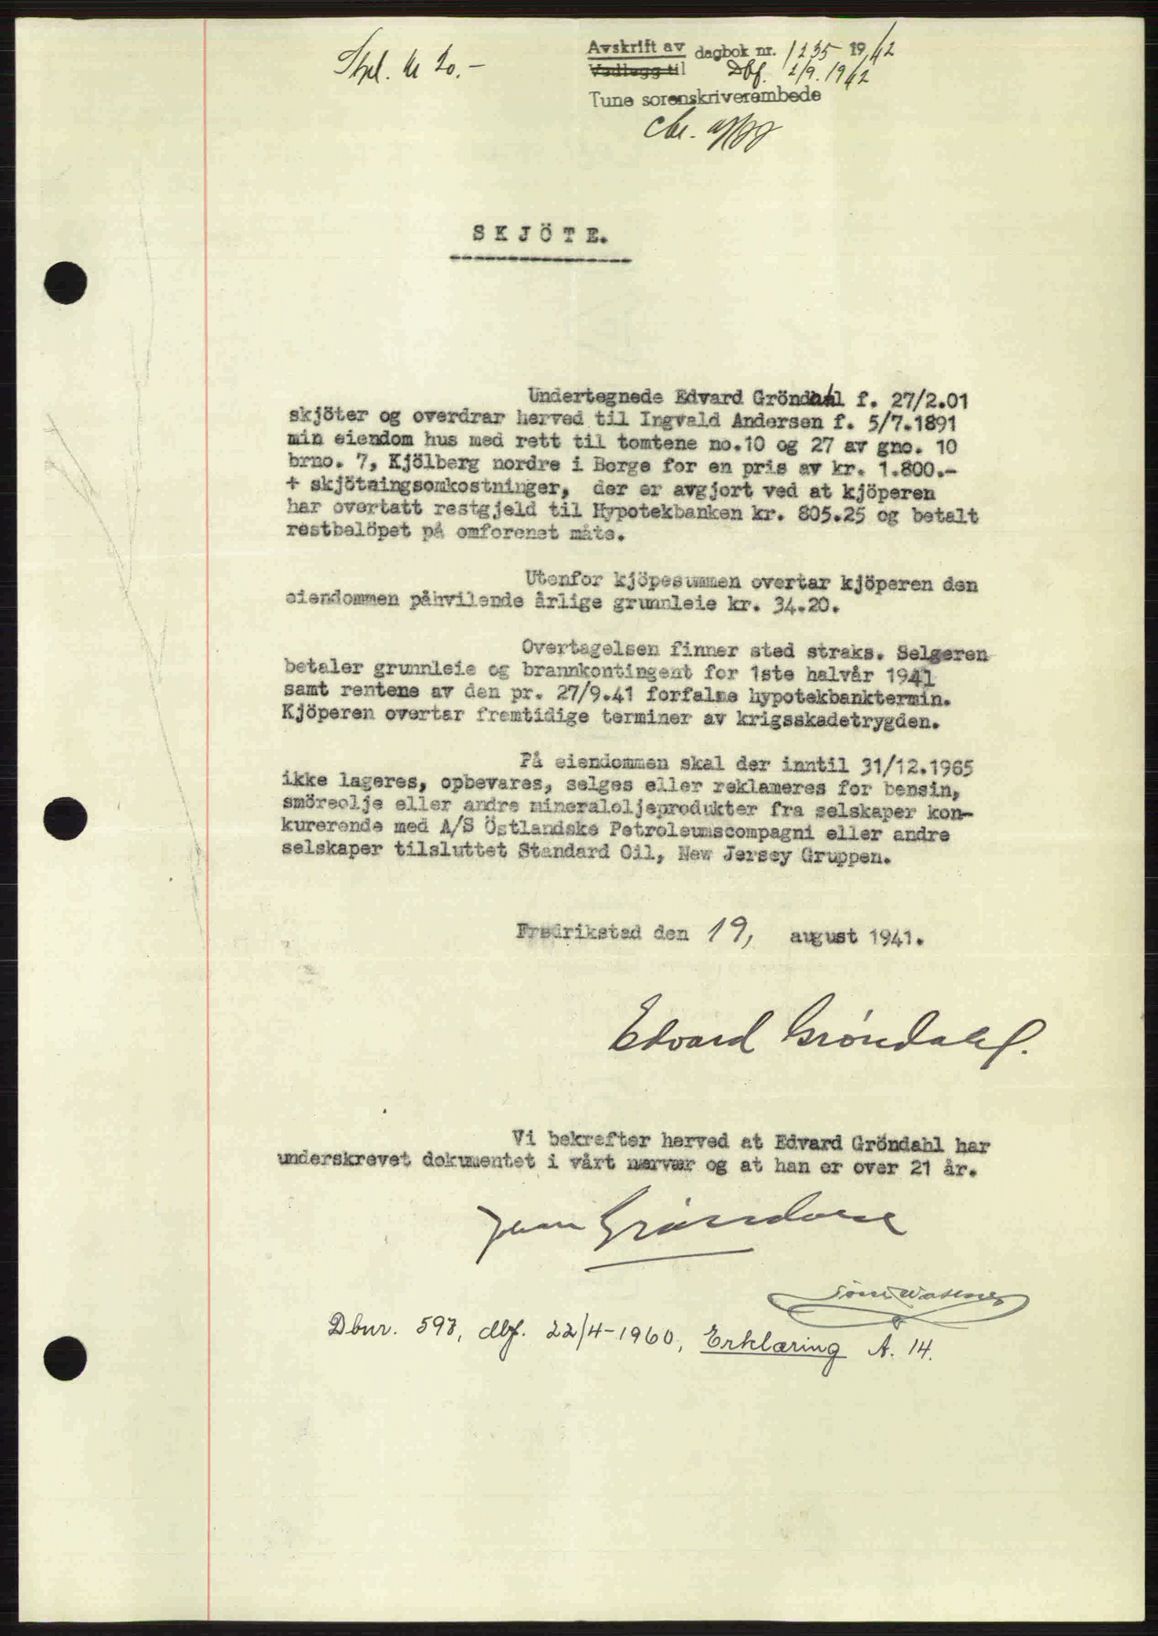 Stpl. kr 20.-
Avskrift av dagbok nr. 1235 1942
Vedlegg til Dbf. 2/9.1942
Tune sorenskriverembede
SKJÖTE.
Undertegnede Edvard Gröndahl f. 27/2.01
skjöter og overdrar herved til Ingvald Andersen f. 5/7.1891
min eiendom hus med rett til tomtene no.10 og 27 av gno. 10
brno. 7, Kjölberg nordre i Borge for en pris av kr. 1.800.-
+ skjötningsomkostninger, der er avgjort ved at kjöperen
har overtatt restgjeld til Hypotekbanken kr. 805.25 og betalt
restbelöpet på omforenet måte.
Utenfor kjöpesummen overtar kjöperen den
eiendommen påhvilende årlige grunnleie kr. 34.20.
Overtagelsen finner sted straks. Selgeren
betaler grunnleie og brannkontingent for 1ste halvår 1941
samt rentene av den pr. 27/9.41 forfalne hypotekbanktermin.
Kjöperen overtar fremtidige terminer av krigsskadetrygden.
På eiendommen skal der inntil 31/12.1965
ikke lageres, opbevares, selges eller reklameres for bensin,
smöreolje eller andre mineraloljeprodukter fra selskaper kon-
kurerende med A/S Östlandske Petroleumscompagni eller andre
selskaper tilsluttet Standard Oil, New Jersey Gruppen.
Fredrikstad den 19, august 1941.
Edvard Grøndahl.
Vi bekrefter herved at Edvard Gröndahl har
underskrevet dokumentet i vårt nærvær og at han er over 21 år.
Dbnr. 593, dbf. 22/4-1960, Erklæring A. 14.